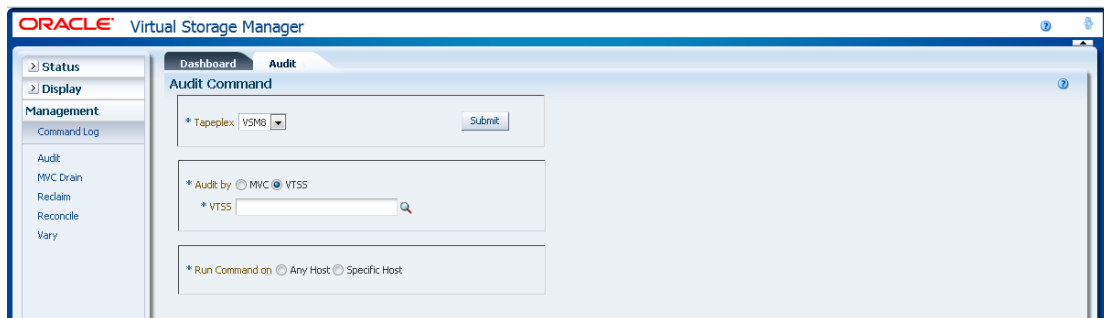 ORACLE Virtual Storage Manager
Status
Display
Management
Command Log
Audit
MVC Drain
Reclaim
Reconcile
Vary
Dashboard Audit
Audit Command
* Tapeplex VSM8 Submit
* Audit by MVC VTSS
* VTSS
* Run Command on Any Host Specific Host